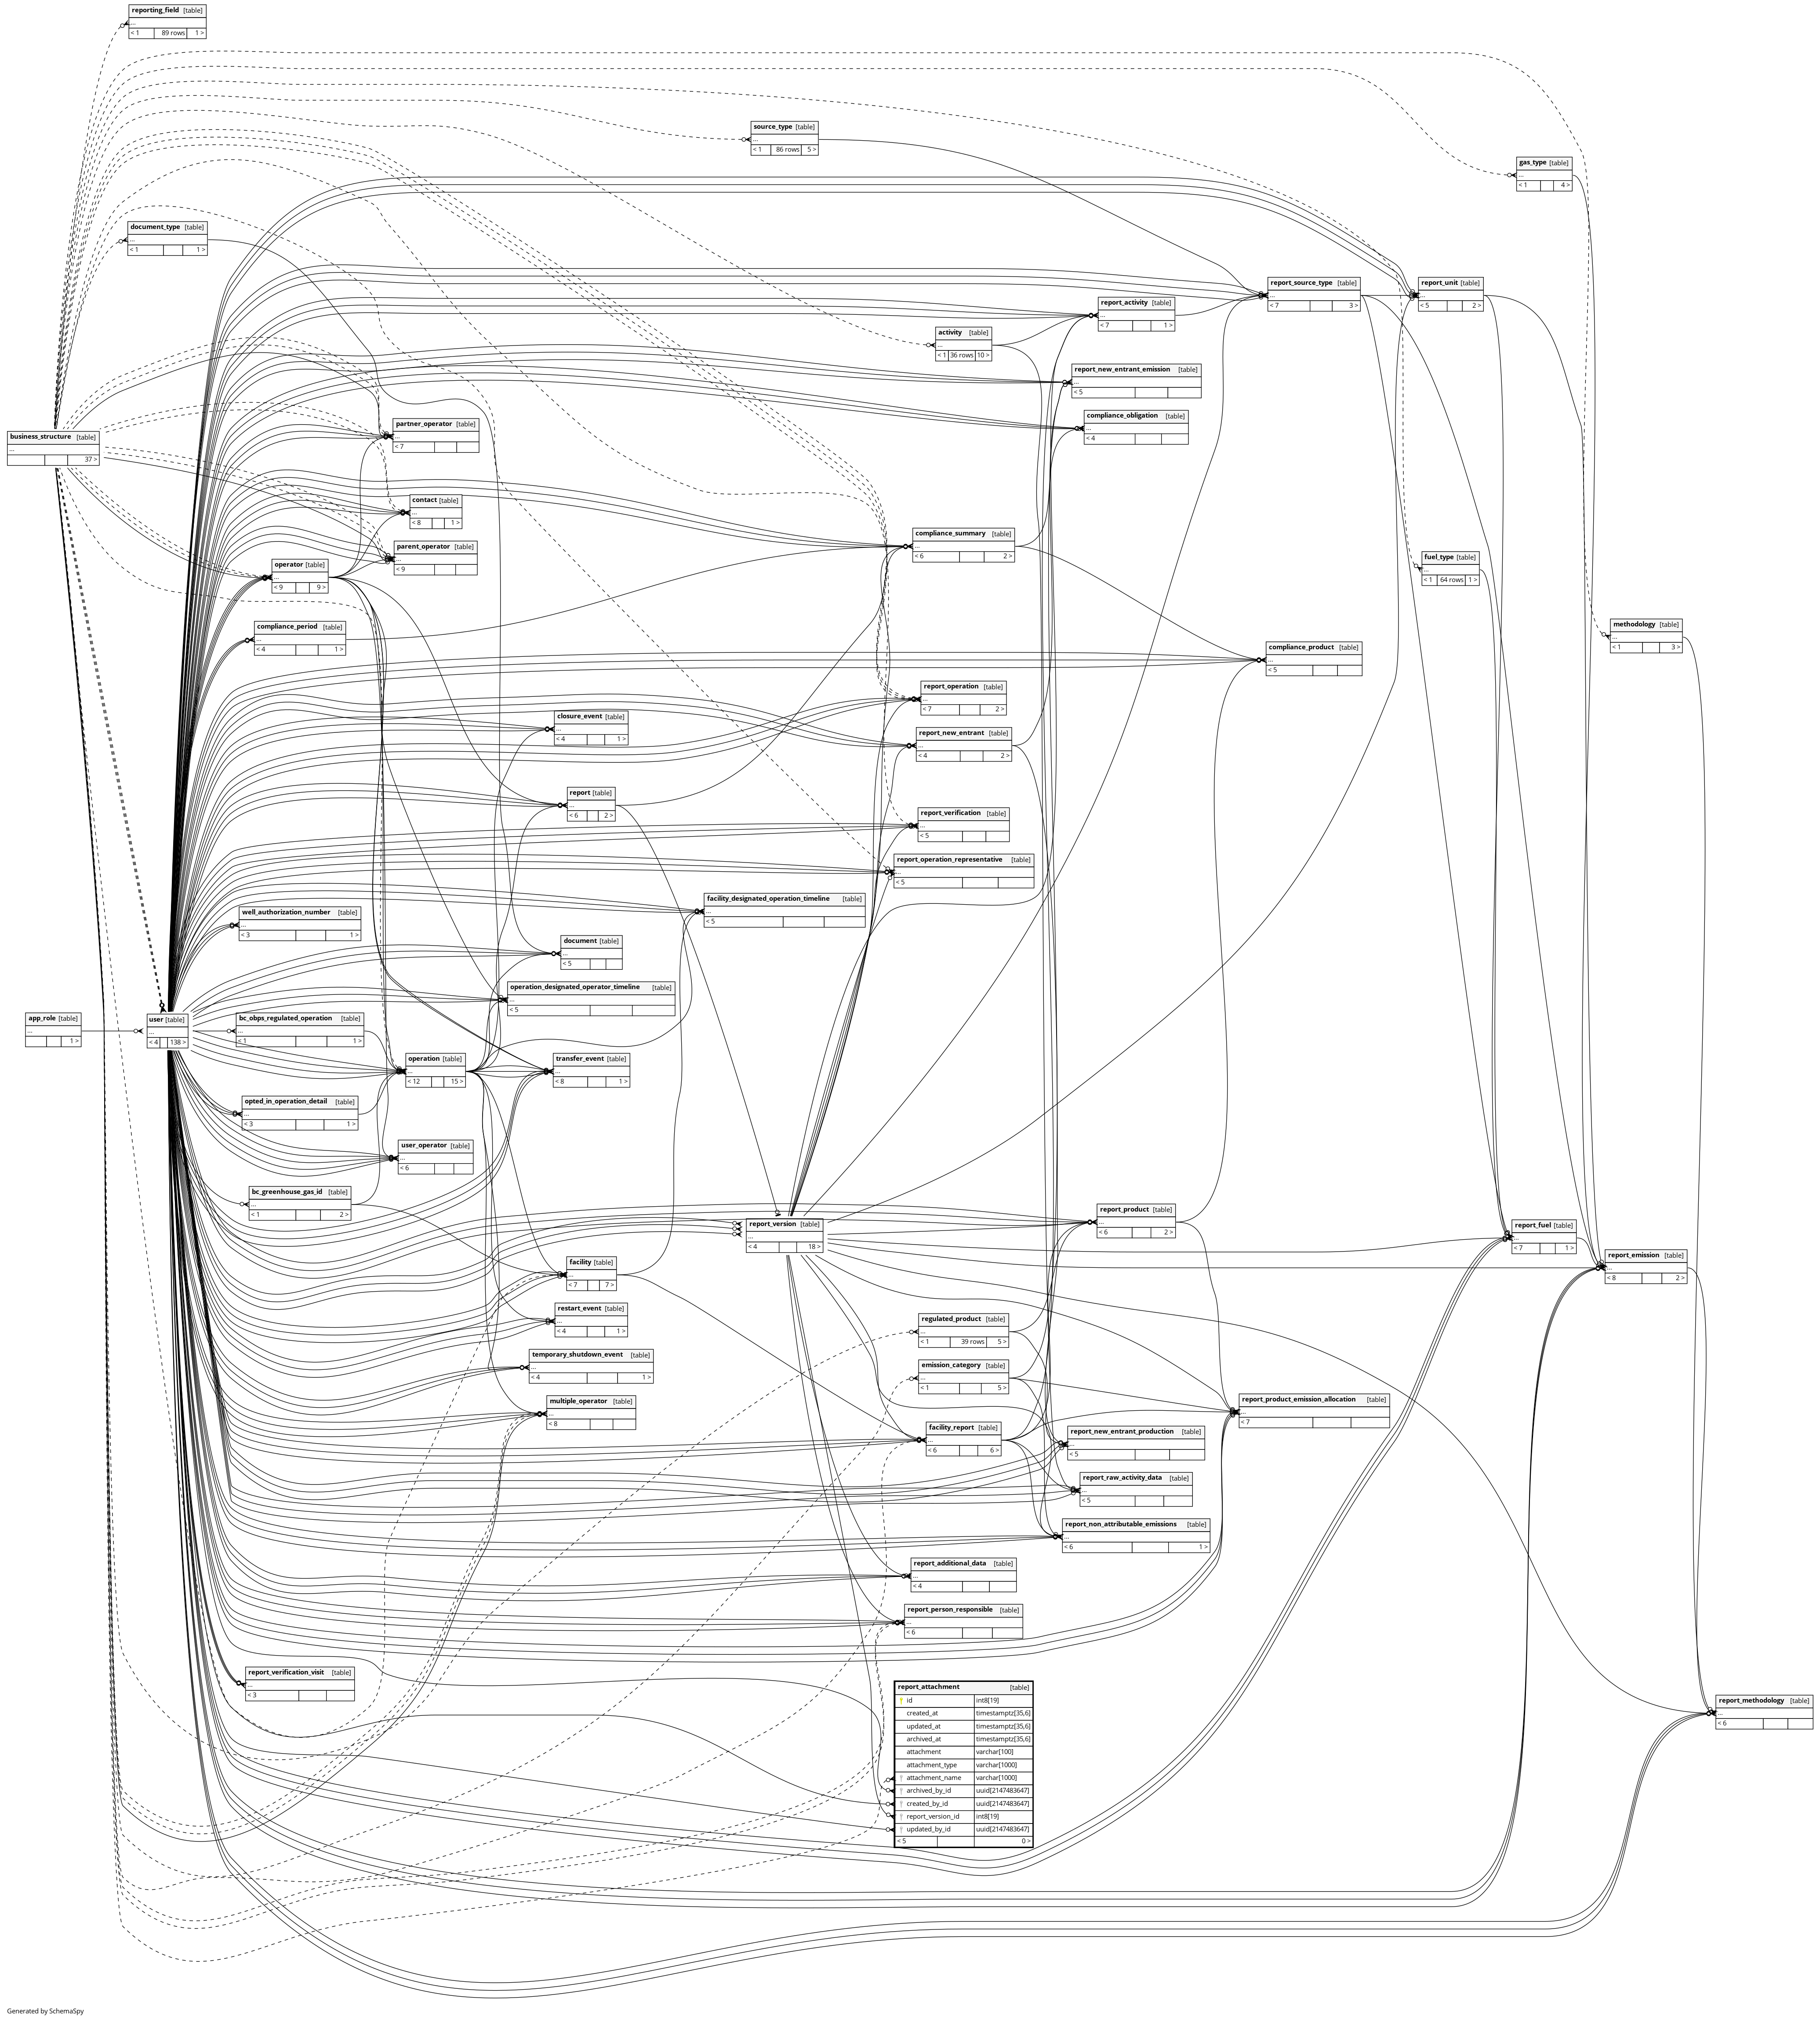 reporting_field [table]
...
< 1 89 rows 1 >
source_type [table]
...
< 1 86 rows 5 >
gas_type [table]
...
< 1 4 >
document_type [table]
...
< 1 1 >
report_source_type [table]
...
< 7 3 >
report_unit [table]
...
< 5 2 >
report_activity [table]
...
< 7 1 >
activity [table]
...
< 1 36 rows 10 >
report_new_entrant_emission [table]
...
< 5
compliance_obligation [table]
...
< 4
partner_operator [table]
...
< 7
business_structure [table]
...
37 >
contact [table]
...
< 8 1 >
compliance_summary [table]
...
< 6 2 >
parent_operator [table]
...
< 9
fuel_type [table]
...
< 1 64 rows 1 >
operator [table]
...
< 9 9 >
methodology [table]
...
< 1 3 >
compliance_period [table]
...
< 4 1 >
compliance_product [table]
...
< 5
report_operation [table]
...
< 7 2 >
closure_event [table]
...
< 4 1 >
report_new_entrant [table]
...
< 4 2 >
report [table]
...
< 6 2 >
report_verification [table]
...
< 5
report_operation_representative [table]
...
< 5
facility_designated_operation_timeline [table]
...
< 5
well_authorization_number [table]
...
< 3 1 >
document [table]
...
< 5
operation_designated_operator_timeline [table]
...
< 5
app_role [table]
...
1 >
user [table]
...
< 4 138 >
bc_obps_regulated_operation [table]
...
< 1 1 >
operation [table]
...
< 12 15 >
transfer_event [table]
...
< 8 1 >
opted_in_operation_detail [table]
...
< 3 1 >
user_operator [table]
...
< 6
bc_greenhouse_gas_id [table]
...
< 1 2 >
report_product [table]
...
< 6 2 >
report_version [table]
...
< 4 18 >
report_fuel [table]
...
< 7 1 >
report_emission [table]
...
< 8 2 >
facility [table]
...
< 7 7 >
restart_event [table]
...
< 4 1 >
regulated_product [table]
...
< 1 39 rows 5 >
temporary_shutdown_event [table]
...
< 4 1 >
emission_category [table]
...
< 1 5 >
multiple_operator [table]
...
< 8
report_product_emission_allocation [table]
...
< 7
facility_report [table]
...
< 6 6 >
report_new_entrant_production [table]
...
< 5
report_raw_activity_data [table]
...
< 5
report_non_attributable_emissions [table]
...
< 6 1 >
report_additional_data [table]
...
< 4
report_person_responsible [table]
...
< 6
report_verification_visit [table]
...
< 3
report_attachment [table]
id int8[19]
created_at timestamptz[35,6]
updated_at timestamptz[35,6]
archived_at timestamptz[35,6]
attachment varchar[100]
attachment_type varchar[1000]
attachment_name varchar[1000]
archived_by_id uuid[2147483647]
created_by_id uuid[2147483647]
report_version_id int8[19]
updated_by_id uuid[2147483647]
< 5 0 >
report_methodology [table]
...
< 6
Generated by SchemaSpy